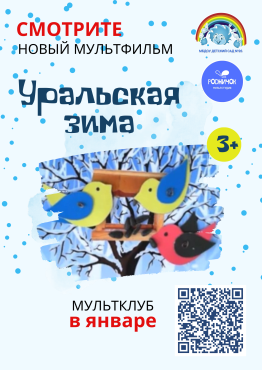 СМОТРИТЕ
НОВЫЙ МУЛЬТФИЛЬМ
Уральская
зима
3+
МУЛЬТКЛУБ
в январе